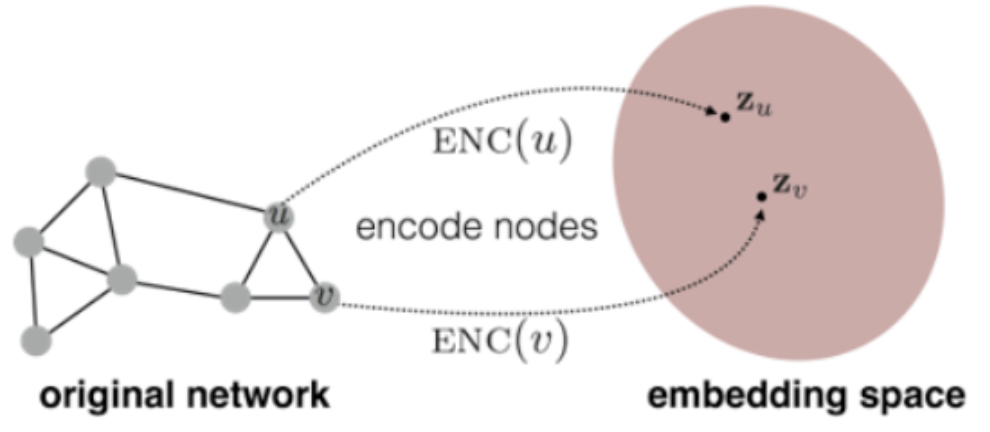 z_u
ENC(u)
z_v
u
encode nodes
v
ENC(v)
original network
embedding space